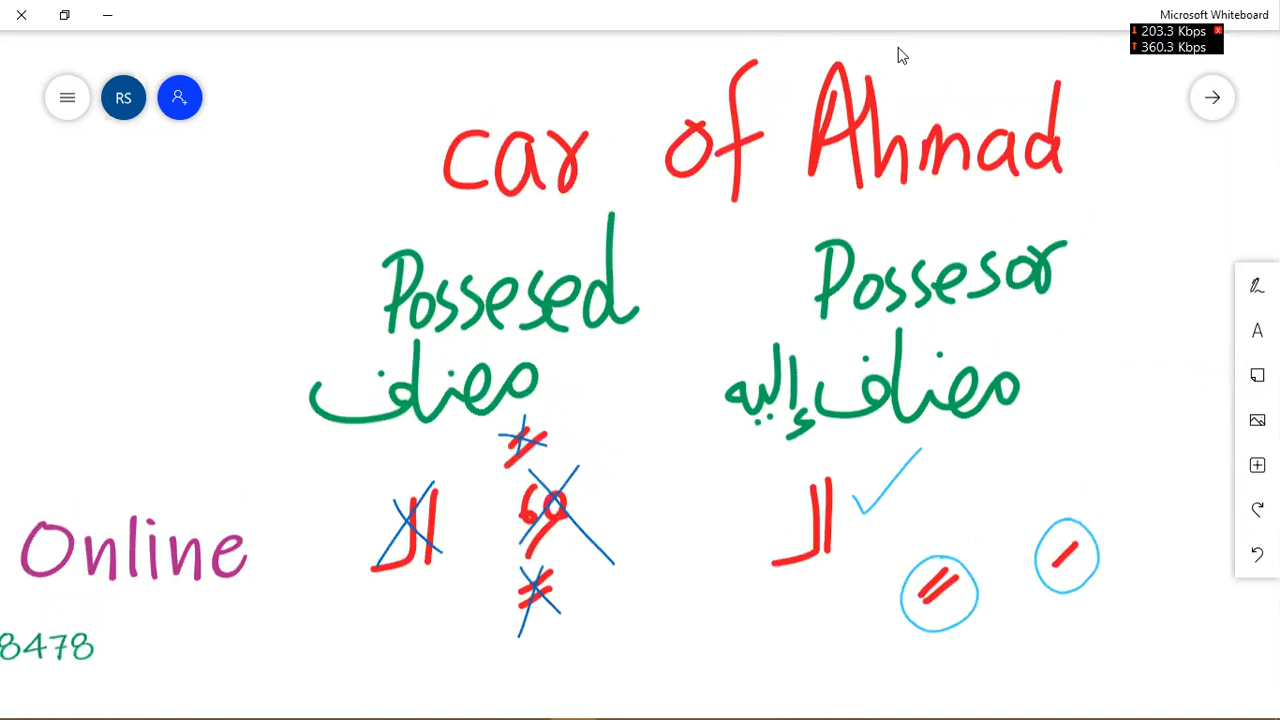 Microsoft Whiteboard
203.3 Kbps
360.3 Kbps
RS
car of Ahmad
Possesed Possesor
مضاف مضاف إليه
ال ال
Online
8478